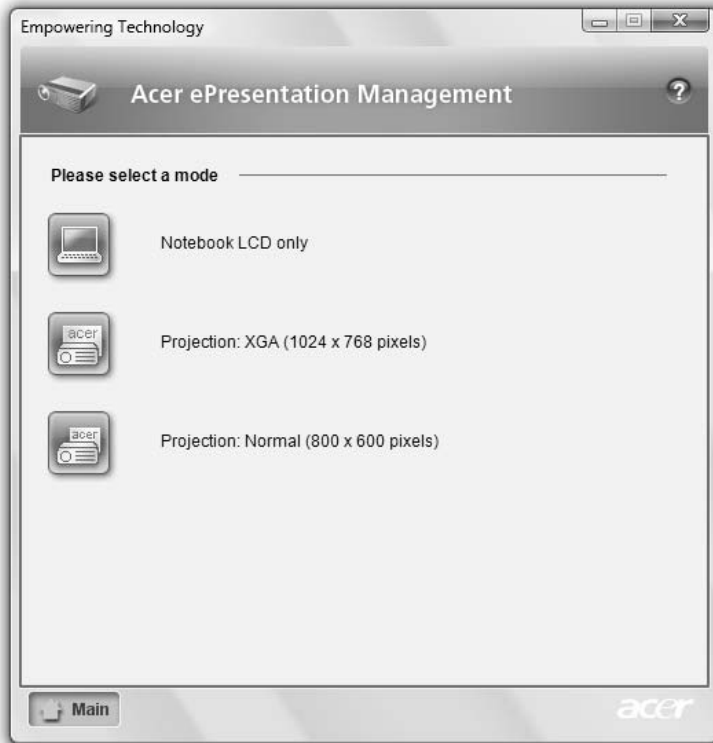 Empowering Technology
Acer ePresentation Management
?
Please select a mode
Notebook LCD only
acer
Projection: XGA (1024 x 768 pixels)
acer
Projection: Normal (800 x 600 pixels)
Main
acer